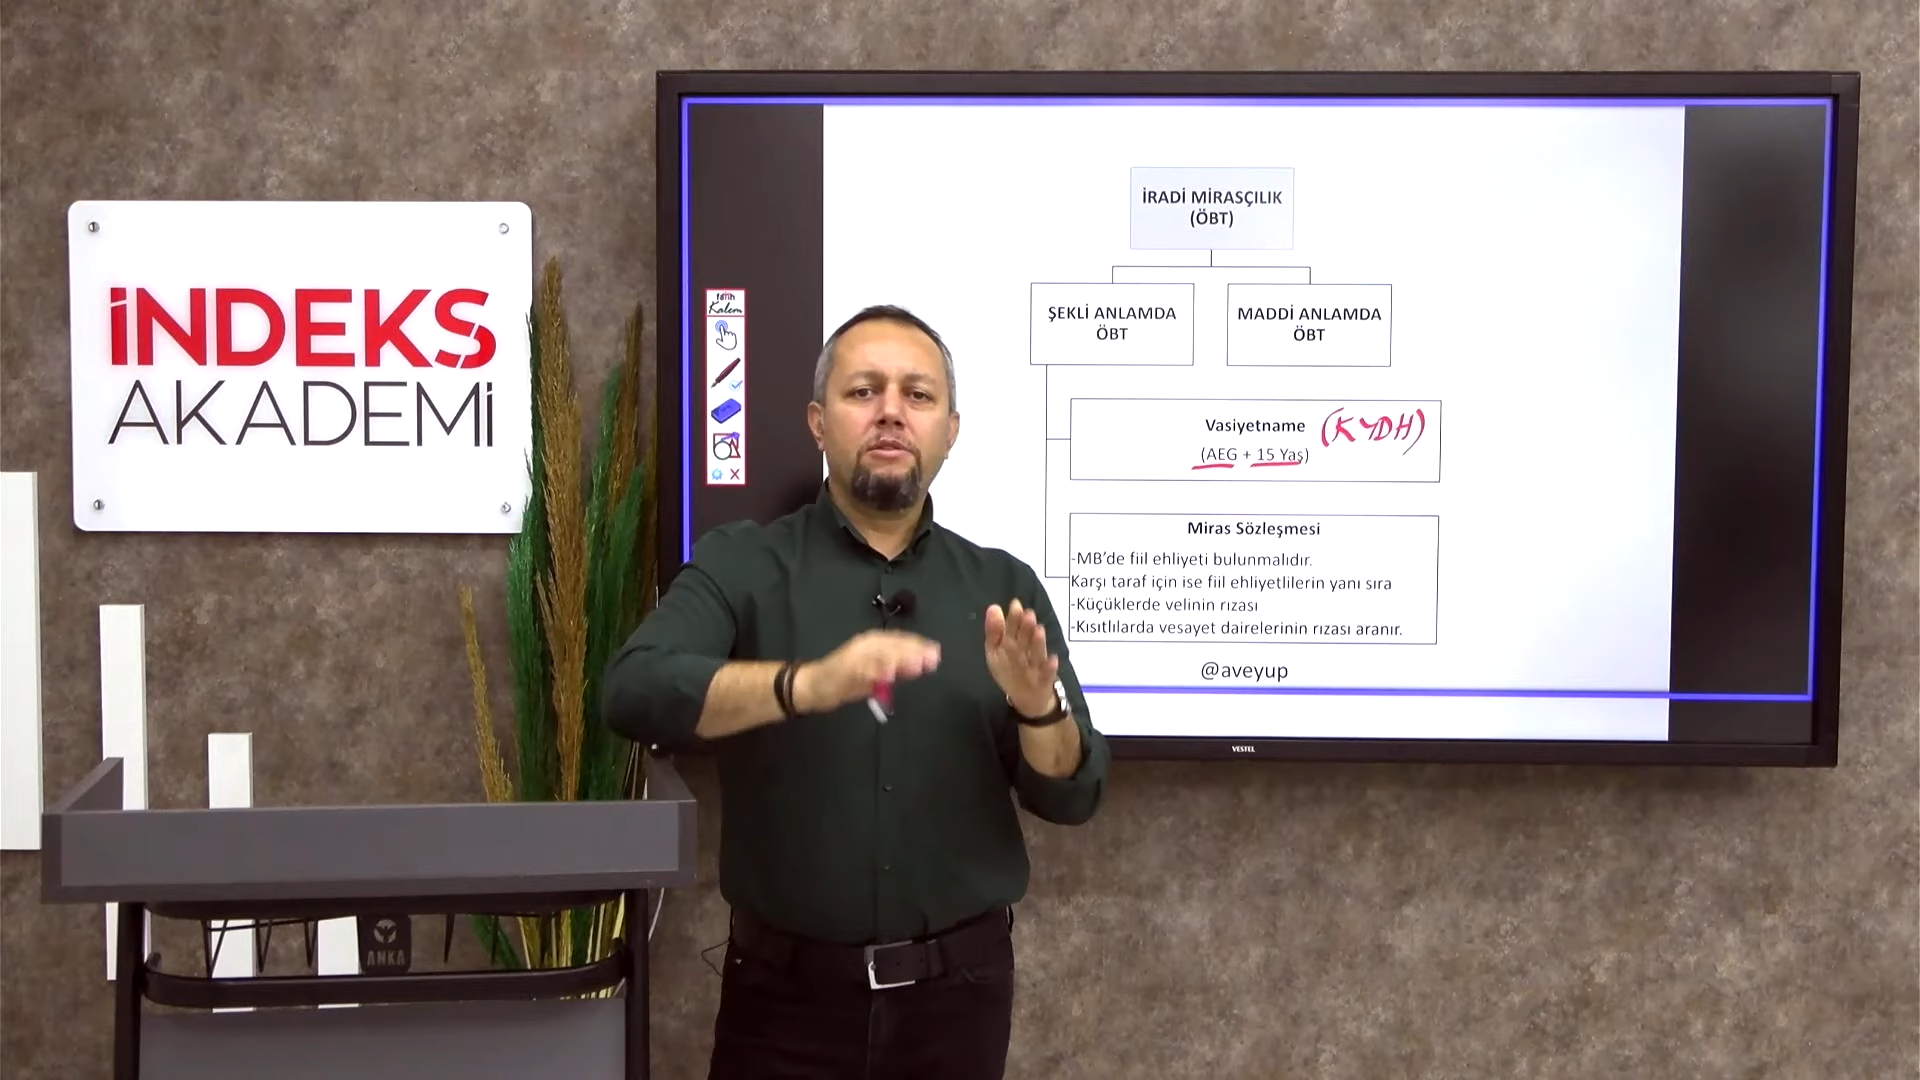 İNDEKS
AKADEMİ
fatih
Kalem
İRADİ MİRASÇILIK
(ÖBT)
ŞEKLİ ANLAMDA
ÖBT
MADDİ ANLAMDA
ÖBT
Vasiyetname (KYDH)
(AEG + 15 Yaş)
Miras Sözleşmesi
-MB'de fiil ehliyeti bulunmalıdır.
Karşı taraf için ise fiil ehliyetlilerin yanı sıra
-Küçüklerde velinin rızası
-Kısıtlılarda vesayet dairelerinin rızası aranır.
@aveyup
VESTEL
ANKA